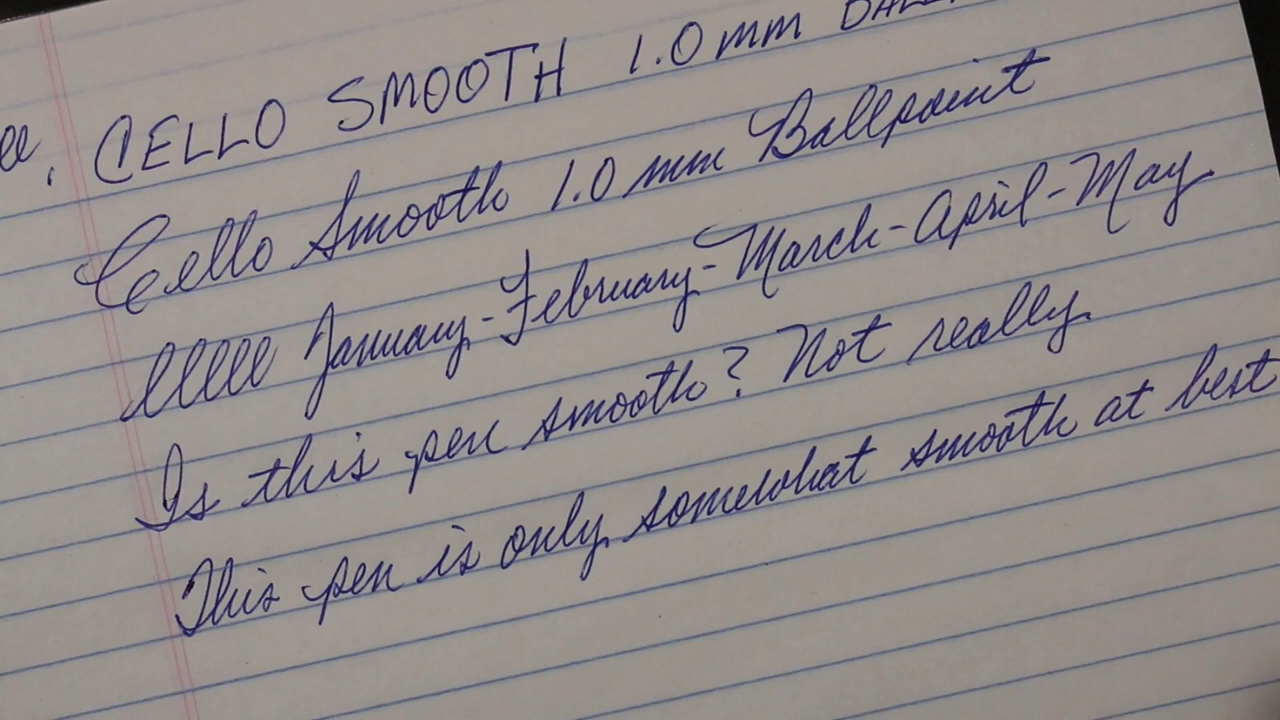 CELLO SMOOTH 1.0 mm
Cello Smooth 1.0 mm Ballpoint
lllll January-February-March-April-May
Is this pen smooth? Not really.
This pen is only somewhat smooth at best